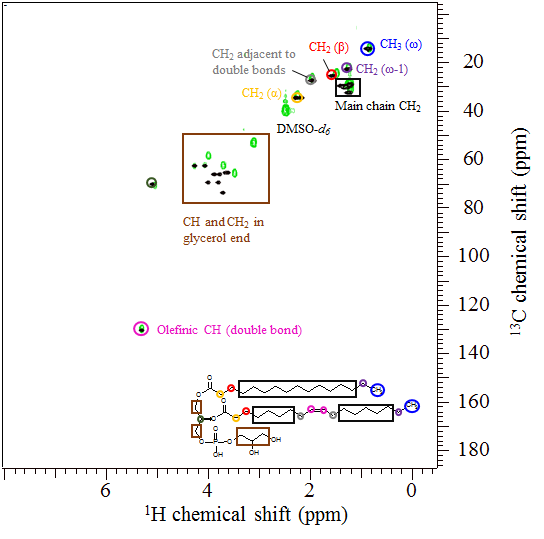 CH2 adjacent to
double bonds
CH2 (β)
CH3 (ω)
CH2 (ω-1)
CH2 (α)
Main chain CH2
DMSO-d6
CH and CH2 in
glycerol end
Olefinic CH (double bond)
20
40
60
80
100
120
140
160
180
13C chemical shift (ppm)
6
4
2
0
1H chemical shift (ppm)
O
O
CH3
O
O
CH3
O
O
P
O
OH
OH
OH